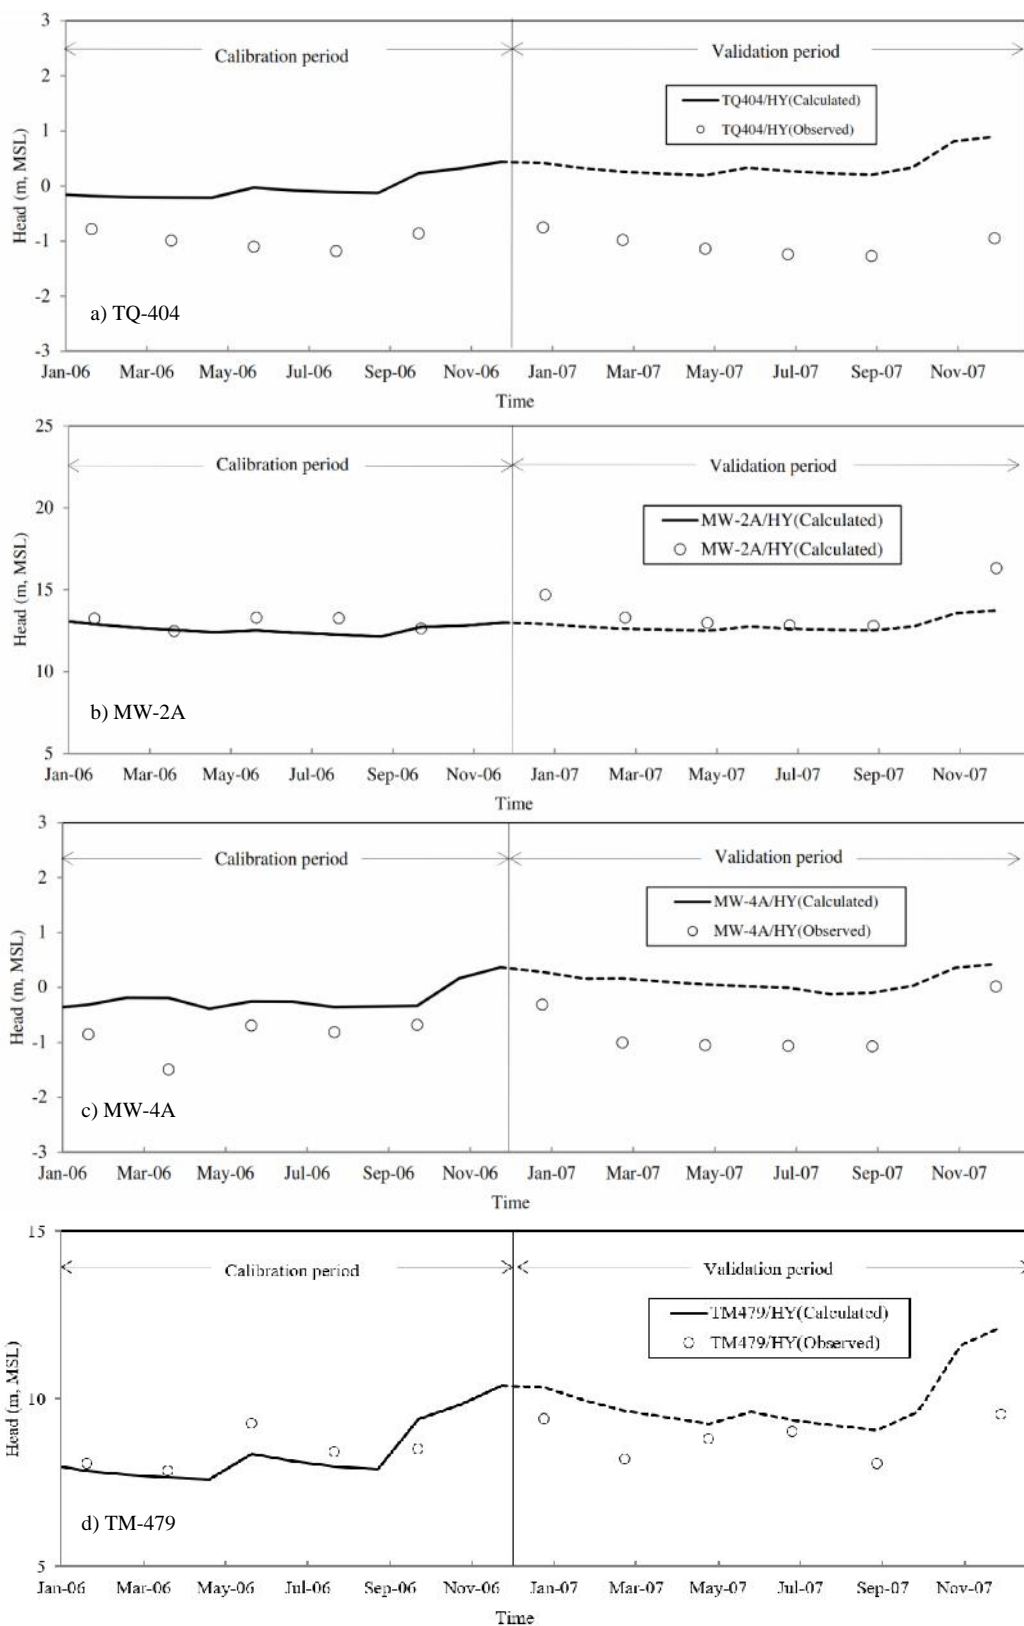 3
Calibration period
Validation period
2
TQ404/HY(Calculated)
TQ404/HY(Observed)
1
0
-1
-2
-3
Head (m, MSL)
a) TQ-404
Jan-06 Mar-06 May-06 Jul-06 Sep-06 Nov-06 Jan-07 Mar-07 May-07 Jul-07 Sep-07 Nov-07
Time
25
Calibration period
Validation period
20
MW-2A/HY(Calculated)
MW-2A/HY(Calculated)
15
10
5
Head (m, MSL)
b) MW-2A
Jan-06 Mar-06 May-06 Jul-06 Sep-06 Nov-06 Jan-07 Mar-07 May-07 Jul-07 Sep-07 Nov-07
Time
3
Calibration period
Validation period
2
MW-4A/HY(Calculated)
MW-4A/HY(Observed)
1
0
-1
-2
-3
Head (m, MSL)
c) MW-4A
Jan-06 Mar-06 May-06 Jul-06 Sep-06 Nov-06 Jan-07 Mar-07 May-07 Jul-07 Sep-07 Nov-07
Time
15
Calibration period
Validation period
TM479/HY(Calculated)
TM479/HY(Observed)
10
5
Head (m, MSL)
d) TM-479
Jan-06 Mar-06 May-06 Jul-06 Sep-06 Nov-06 Jan-07 Mar-07 May-07 Jul-07 Sep-07 Nov-07
Time